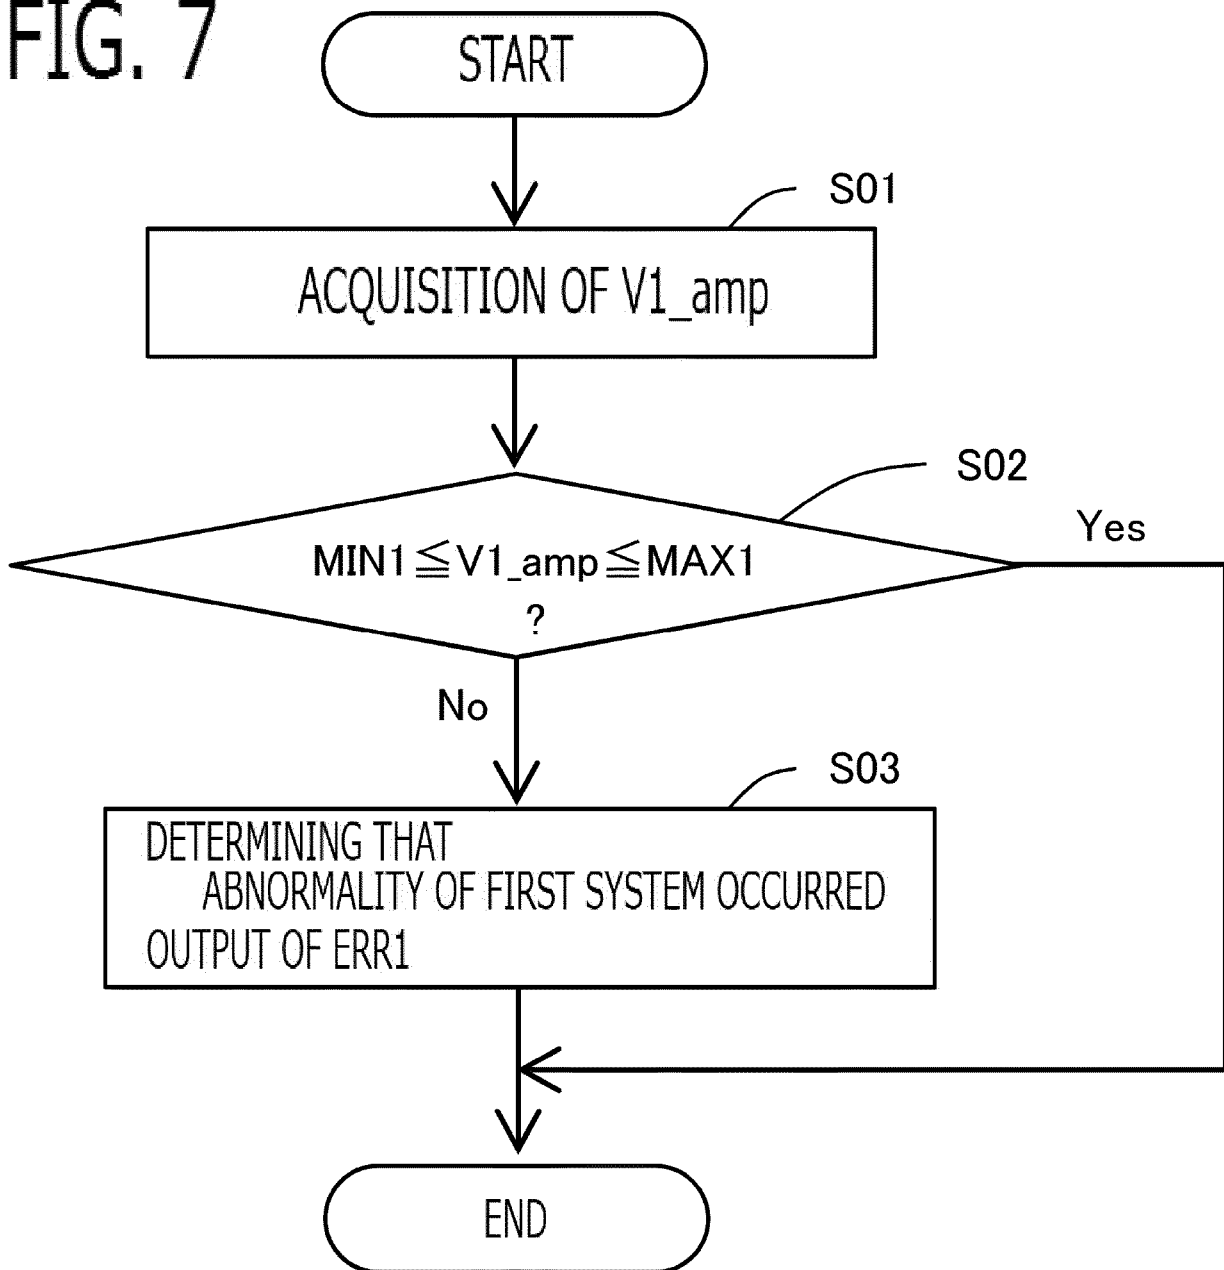 FIG. 7
START
S01
ACQUISITION OF V1_amp
S02
MIN1≦V1_amp≦MAX1
?
Yes
No
S03
DETERMINING THAT
ABNORMALITY OF FIRST SYSTEM OCCURRED
OUTPUT OF ERR1
END